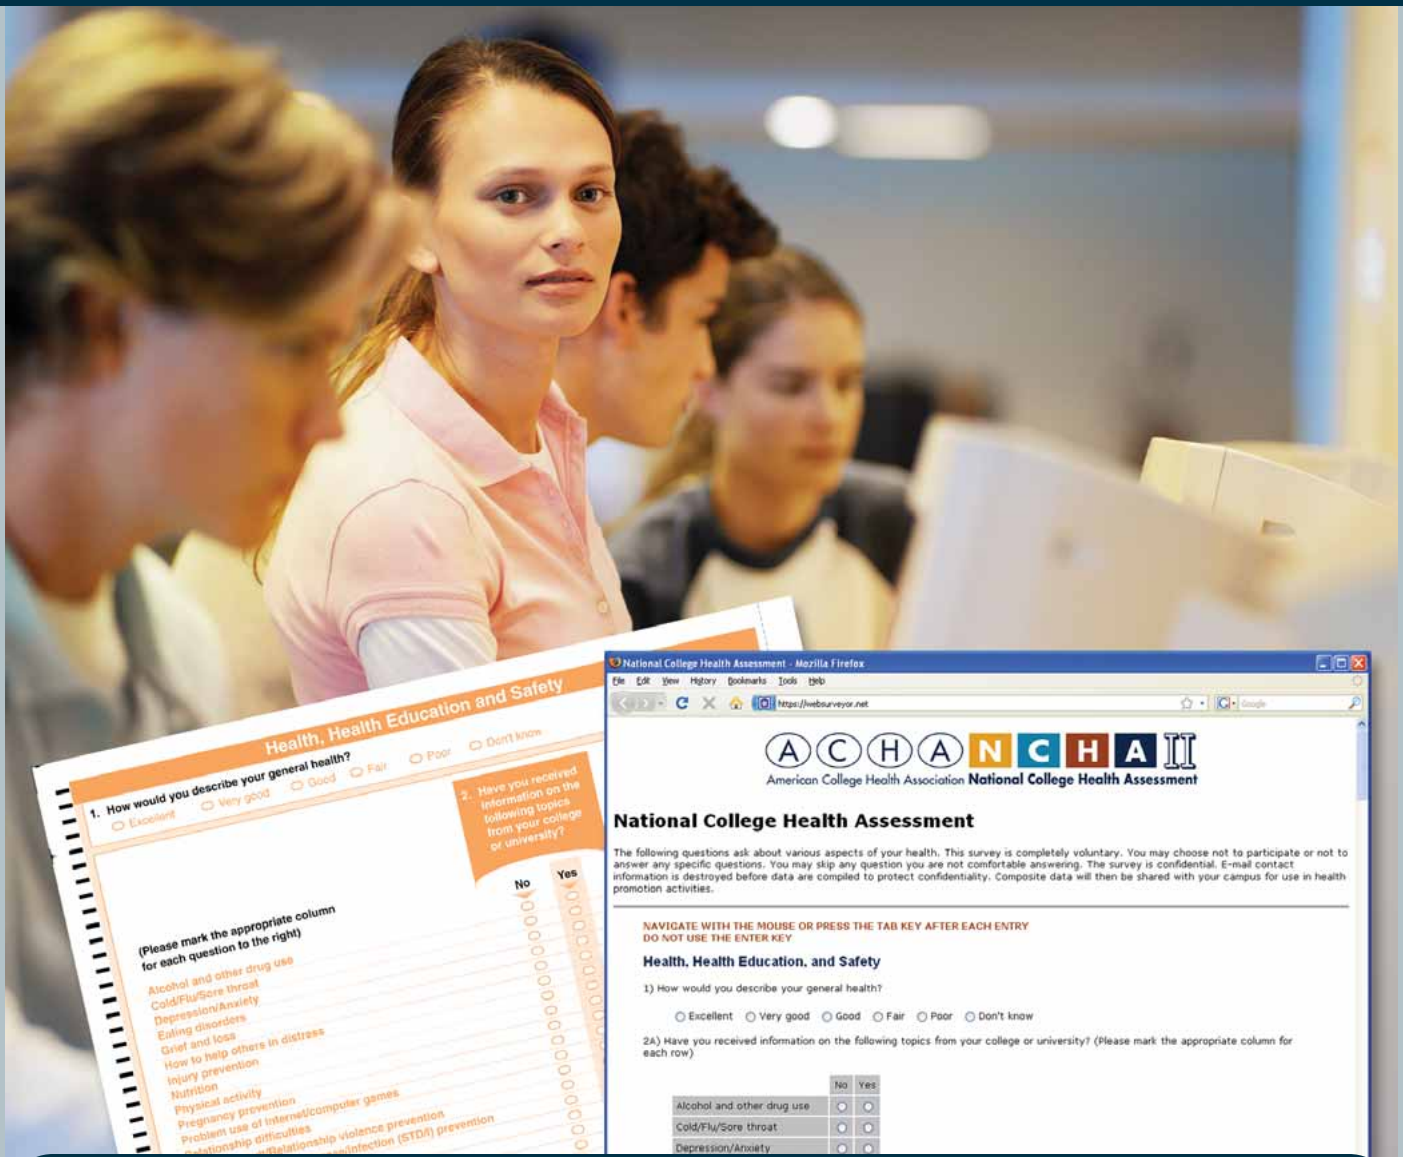 Health, Health Education and Safety
1. How would you describe your general health?
Excellent Very good Good Fair Poor Don't know
2. Have you received
information on the
following topics
from your college
or university?
No Yes
(Please mark the appropriate column
for each question to the right)
Alcohol and other drug use
Cold/Flu/Sore throat
Depression/Anxiety
Eating disorders
Grief and loss
How to help others in distress
Injury prevention
Nutrition
Physical activity
Pregnancy prevention
Problem use of Internet/computer games
Relationship difficulties
/Relationship violence prevention
/infection (STD/I) prevention
National College Health Assessment - Mozilla Firefox
File Edit View History Bookmarks Tools Help
https://websurveyor.net
Google
ACHA NCHA II
American College Health Association National College Health Assessment
National College Health Assessment
The following questions ask about various aspects of your health. This survey is completely voluntary. You may choose not to participate or not to
answer any specific questions. You may skip any question you are not comfortable answering. The survey is confidential. E-mail contact
information is destroyed before data are compiled to protect confidentiality. Composite data will then be shared with your campus for use in health
promotion activities.
NAVIGATE WITH THE MOUSE OR PRESS THE TAB KEY AFTER EACH ENTRY
DO NOT USE THE ENTER KEY
Health, Health Education, and Safety
1) How would you describe your general health?
Excellent Very good Good Fair Poor Don't know
2A) Have you received information on the following topics from your college or university? (Please mark the appropriate column for
each row)
No Yes
Alcohol and other drug use
Cold/Flu/Sore throat
Depression/Anxiety